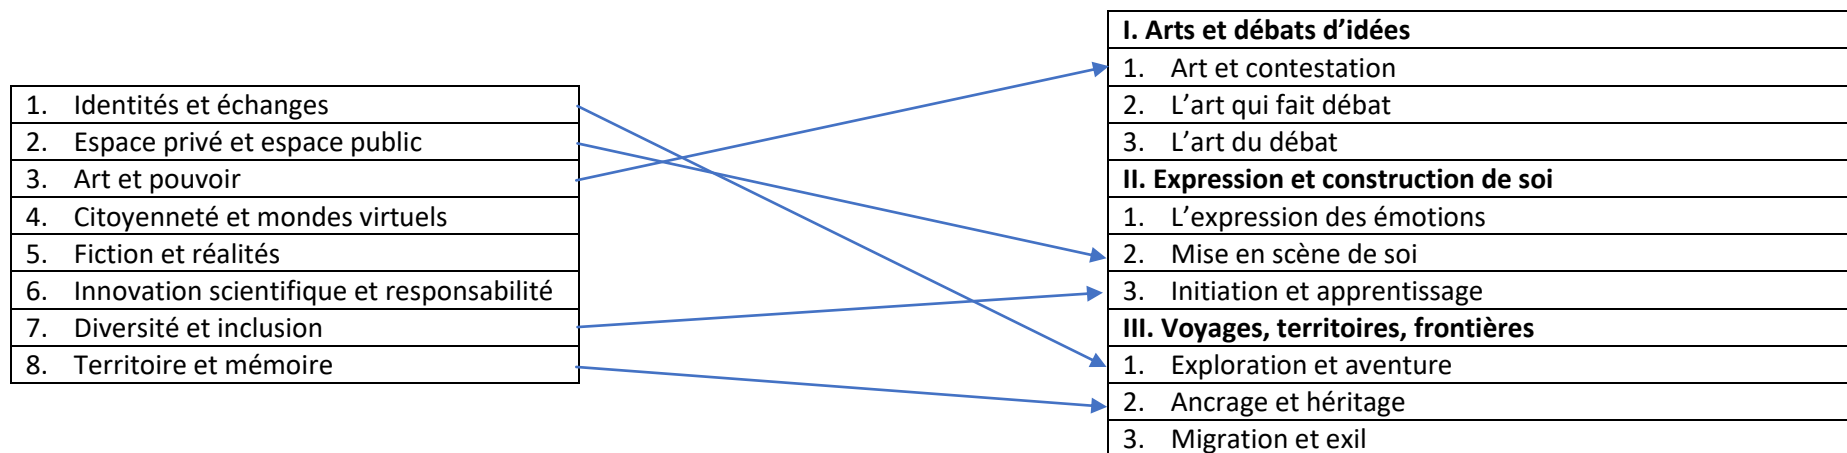 1. Identités et échanges
2. Espace privé et espace public
3. Art et pouvoir
4. Citoyenneté et mondes virtuels
5. Fiction et réalités
6. Innovation scientifique et responsabilité
7. Diversité et inclusion
8. Territoire et mémoire
I. Arts et débats d’idées
1. Art et contestation
2. L’art qui fait débat
3. L’art du débat
II. Expression et construction de soi
1. L’expression des émotions
2. Mise en scène de soi
3. Initiation et apprentissage
III. Voyages, territoires, frontières
1. Exploration et aventure
2. Ancrage et héritage
3. Migration et exil